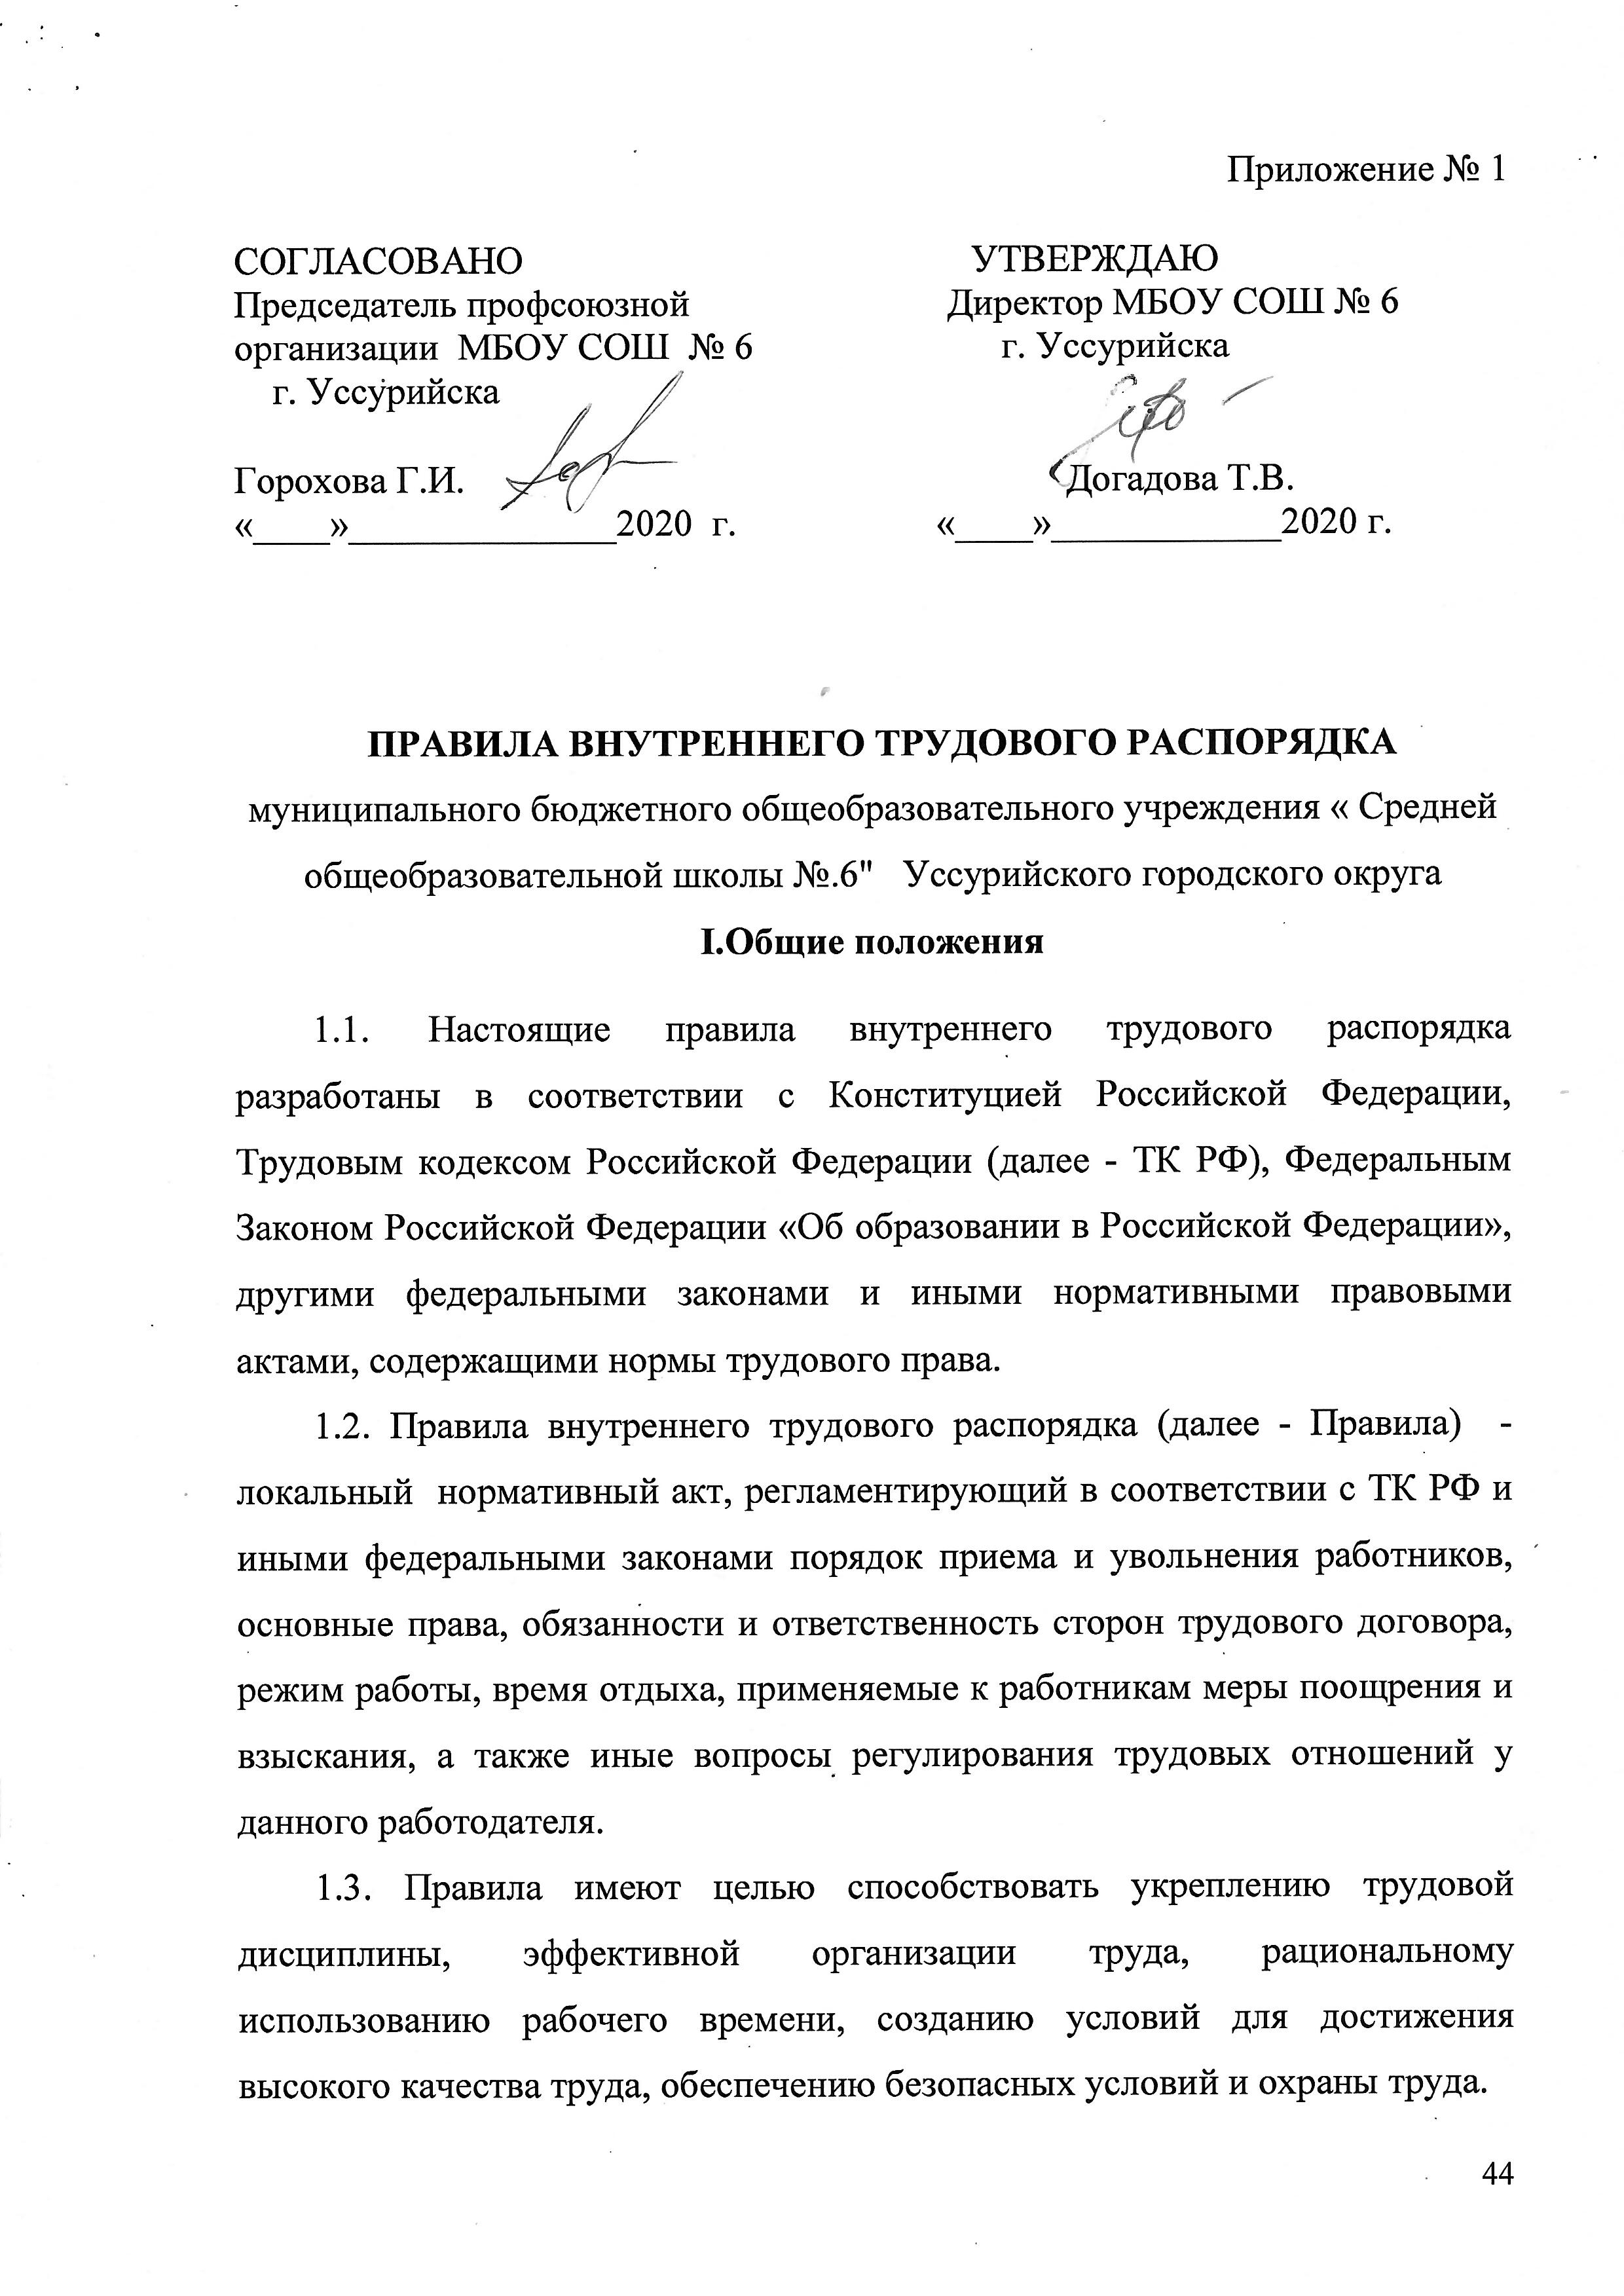 Приложение № 1
СОГЛАСОВАНО
Председатель профсоюзной
организации МБОУ СОШ № 6
г. Уссурийска
Горохова Г.И.
«____»______________2020 г.
УТВЕРЖДАЮ
Директор МБОУ СОШ № 6
г. Уссурийска
Догадова Т.В.
«____»____________2020 г.
ПРАВИЛА ВНУТРЕННЕГО ТРУДОВОГО РАСПОРЯДКА
муниципального бюджетного общеобразовательного учреждения « Средней
общеобразовательной школы №.6" Уссурийского городского округа
I.Общие положения
1.1. Настоящие правила внутреннего трудового распорядка
разработаны в соответствии с Конституцией Российской Федерации,
Трудовым кодексом Российской Федерации (далее - ТК РФ), Федеральным
Законом Российской Федерации «Об образовании в Российской Федерации»,
другими федеральными законами и иными нормативными правовыми
актами, содержащими нормы трудового права.
1.2. Правила внутреннего трудового распорядка (далее - Правила) -
локальный нормативный акт, регламентирующий в соответствии с ТК РФ и
иными федеральными законами порядок приема и увольнения работников,
основные права, обязанности и ответственность сторон трудового договора,
режим работы, время отдыха, применяемые к работникам меры поощрения и
взыскания, а также иные вопросы регулирования трудовых отношений у
данного работодателя.
1.3. Правила имеют целью способствовать укреплению трудовой
дисциплины, эффективной организации труда, рациональному
использованию рабочего времени, созданию условий для достижения
высокого качества труда, обеспечению безопасных условий и охраны труда.
44